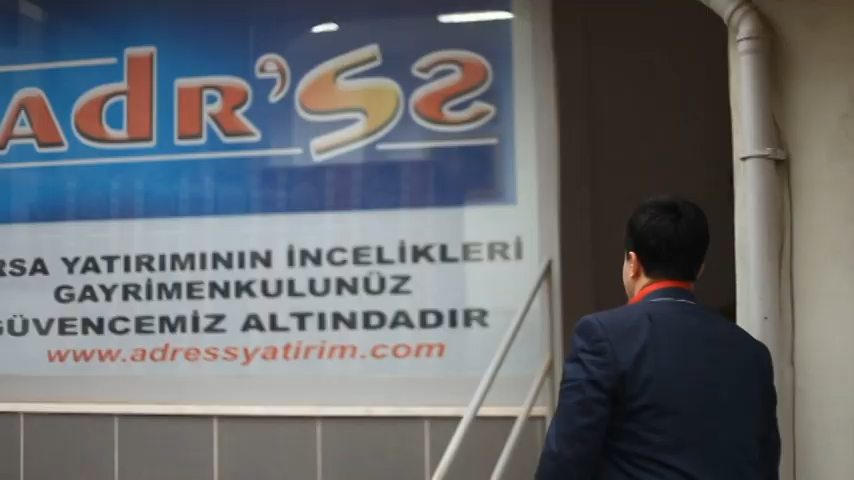 Adr'SS
RSA YATIRIMININ İNCELİKLERİ
GAYRİMENKULUNÜZ
GÜVENCEMİZ ALTINDADIR
www.adressyatirim.com